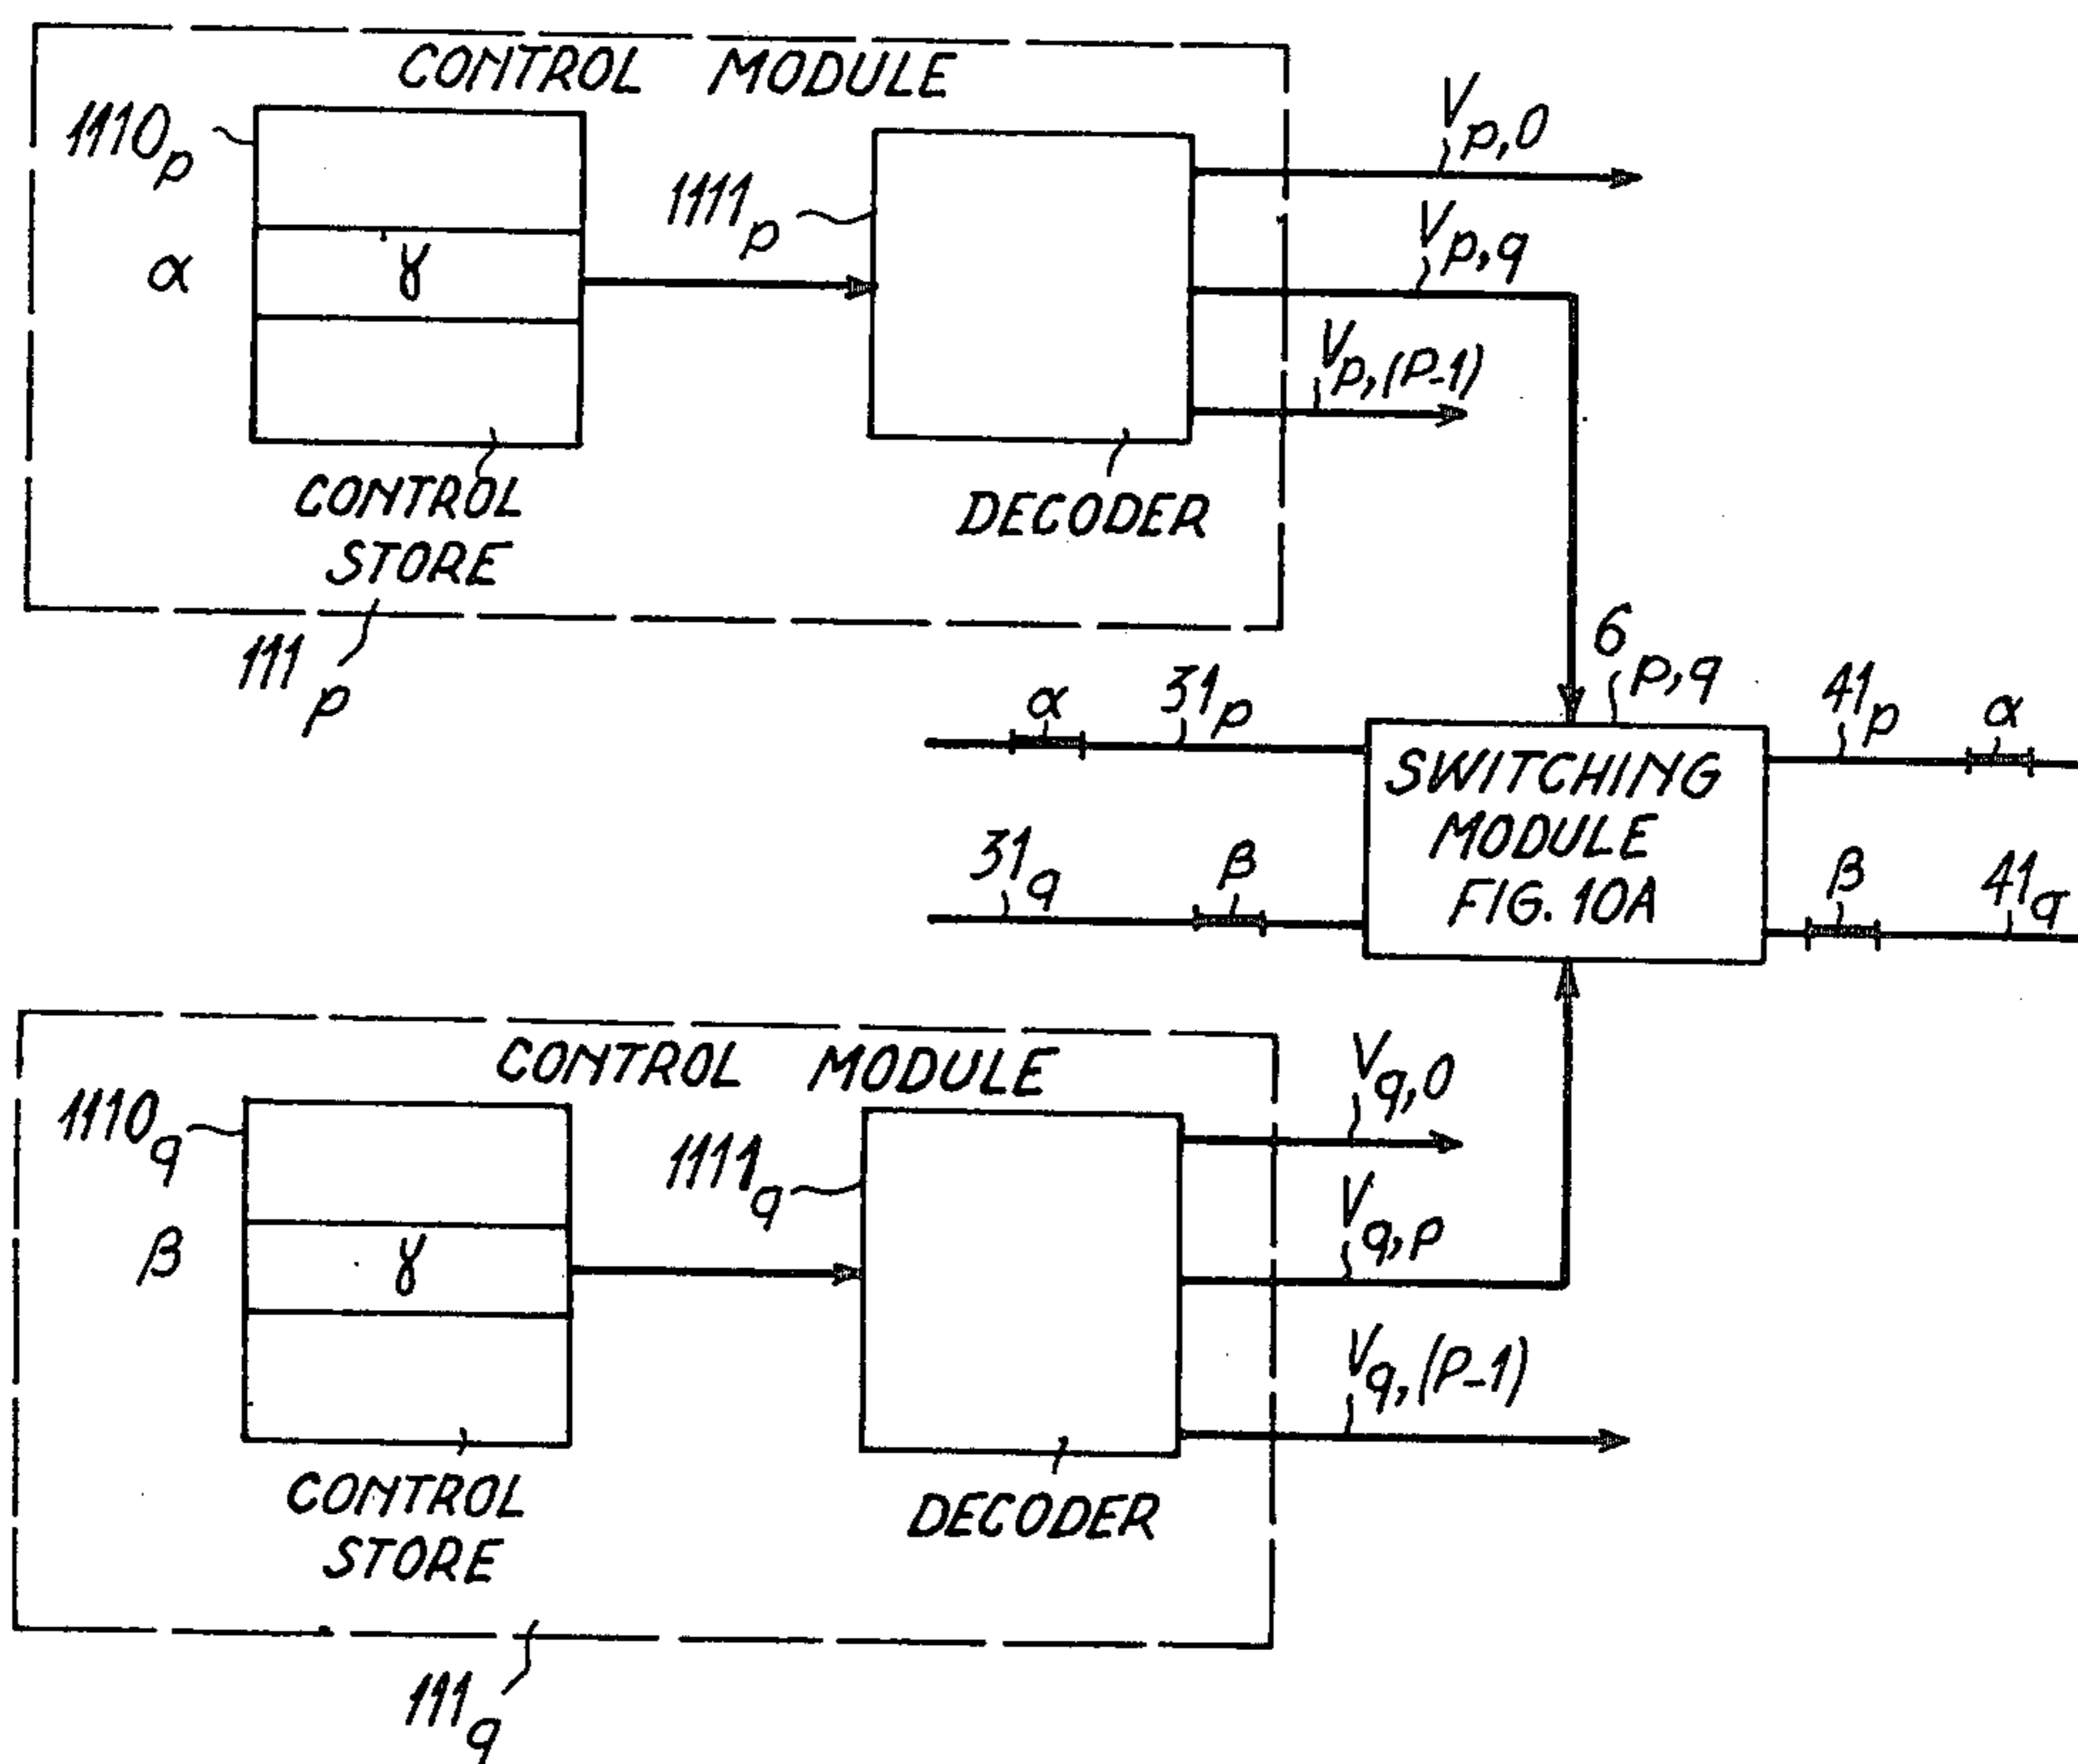 CONTROL MODULE
1110p
α
γ
1111p
Vp,0
Vp,q
Vp,(P-1)
CONTROL
STORE
DECODER
111p
6p,q
α
31p
41p
α
SWITCHING
MODULE
FIG. 10A
31q
β
β
41q
CONTROL MODULE
1110q
β
γ
1111q
Vq,0
Vq,p
Vq,(P-1)
CONTROL
STORE
DECODER
111q